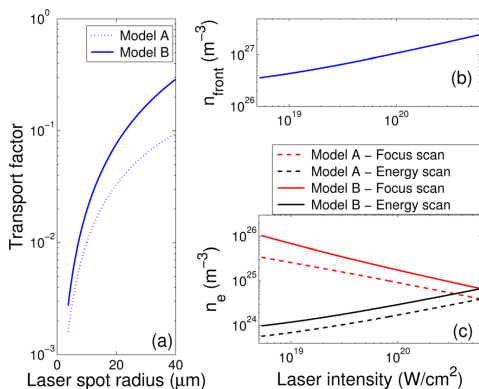 Model A
Model B
Transport factor
10^0
10^-1
10^-2
10^-3
0
20
40
Laser spot radius (μm)
(a)
n_front (m^-3)
10^27
10^26
10^19
10^20
(b)
Model A − Focus scan
Model A − Energy scan
Model B − Focus scan
Model B − Energy scan
n_e (m^-3)
10^26
10^25
10^24
10^19
10^20
Laser intensity (W/cm^2)
(c)